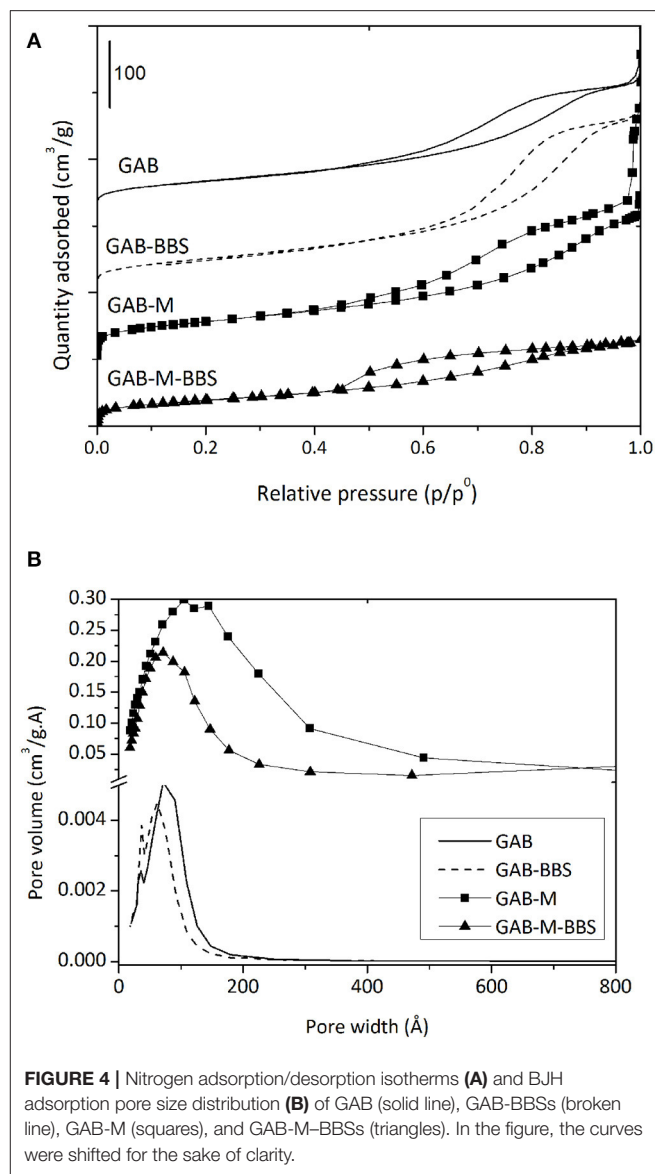 A
100
GAB
GAB-BBS
GAB-M
GAB-M-BBS
Quantity adsorbed (cm³/g)
0.0 0.2 0.4 0.6 0.8 1.0
Relative pressure (p/p⁰)
B
0.30
0.25
0.20
0.15
0.10
0.05
0.004
0.002
0.000
Pore volume (cm³/g.A)
GAB
GAB-BBS
GAB-M
GAB-M-BBS
0 200 400 600 800
Pore width (Å)
FIGURE 4 | Nitrogen adsorption/desorption isotherms (A) and BJH
adsorption pore size distribution (B) of GAB (solid line), GAB-BBSs (broken
line), GAB-M (squares), and GAB-M–BBSs (triangles). In the figure, the curves
were shifted for the sake of clarity.